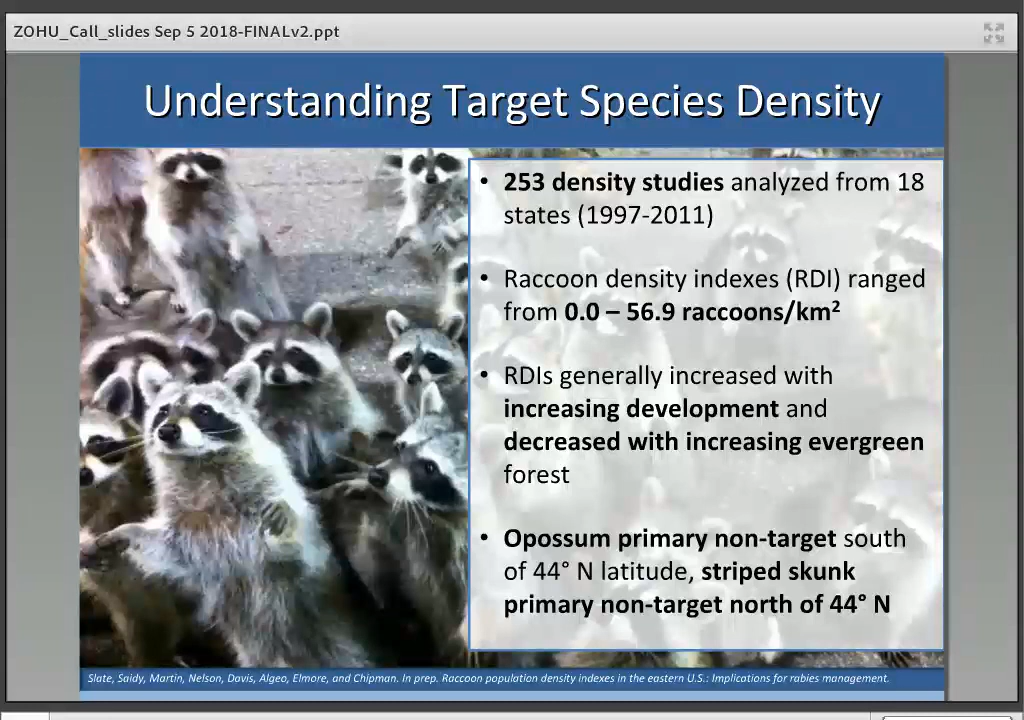 ZOHU_Call_slides Sep 5 2018-FINALv2.ppt
Understanding Target Species Density
• 253 density studies analyzed from 18
states (1997-2011)
• Raccoon density indexes (RDI) ranged
from 0.0 – 56.9 raccoons/km²
• RDIs generally increased with
increasing development and
decreased with increasing evergreen
forest
• Opossum primary non-target south
of 44° N latitude, striped skunk
primary non-target north of 44° N
Slate, Saidy, Martin, Nelson, Davis, Algeo, Elmore, and Chipman. In prep. Raccoon population density indexes in the eastern U.S.: Implications for rabies management.